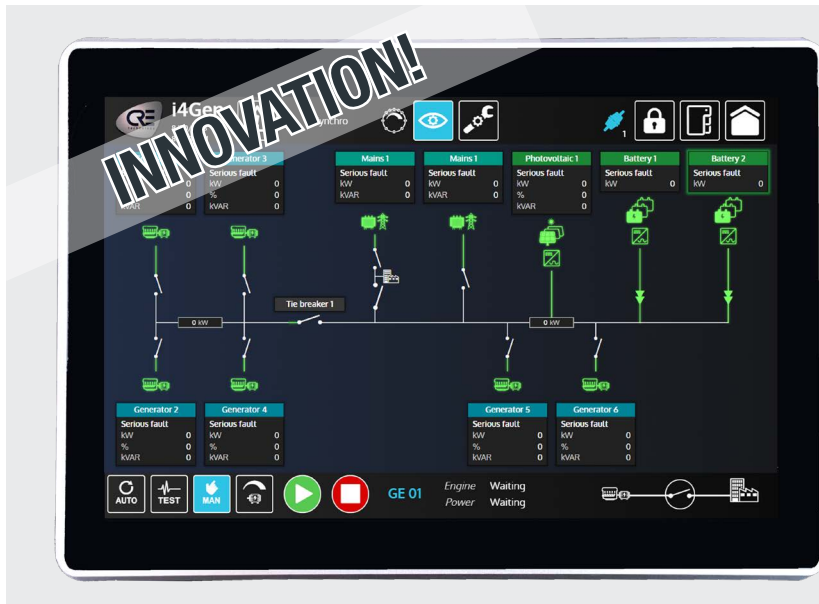 INNOVATION!
CRE
TECHNOLOGY
i4Gen
Generator 3
Serious fault
kW 0
% 0
kVAR 0
0
0
kVAR 0
Mains 1
Serious fault
kW 0
kVAR 0
Mains 1
Serious fault
kW 0
kVAR 0
Photovoltaic 1
Serious fault
kW 0
% 0
kVAR 0
Battery 1
Serious fault
kW 0
Battery 2
Serious fault
kW 0
1
Tie breaker 1
0 kW
0 kW
Generator 2
Serious fault
kW 0
% 0
kVAR 0
Generator 4
Serious fault
kW 0
% 0
kVAR 0
Generator 5
Serious fault
kW 0
% 0
kVAR 0
Generator 6
Serious fault
kW 0
% 0
kVAR 0
AUTO
TEST
MAN
GE 01
Engine Waiting
Power Waiting